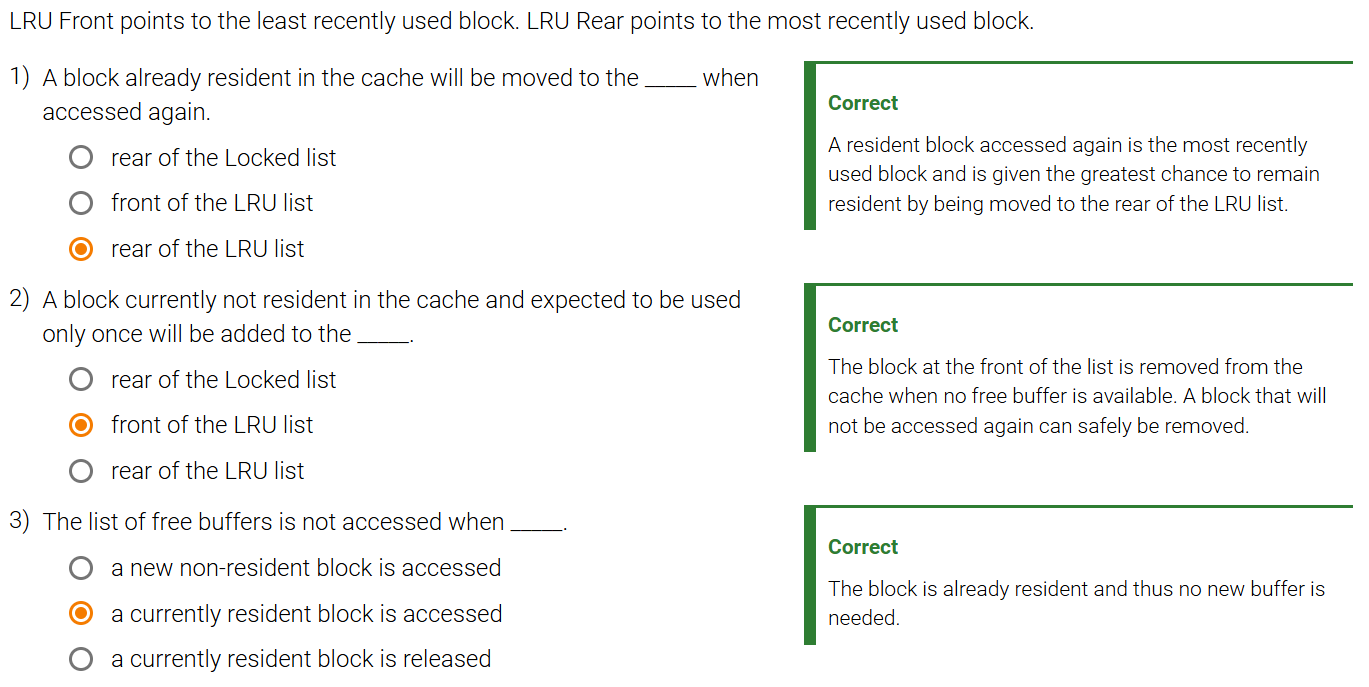 LRU Front points to the least recently used block. LRU Rear points to the most recently used block.
1) A block already resident in the cache will be moved to the _____ when
accessed again.
rear of the Locked list
front of the LRU list
rear of the LRU list
Correct
A resident block accessed again is the most recently
used block and is given the greatest chance to remain
resident by being moved to the rear of the LRU list.
2) A block currently not resident in the cache and expected to be used
only once will be added to the _____.
rear of the Locked list
front of the LRU list
rear of the LRU list
Correct
The block at the front of the list is removed from the
cache when no free buffer is available. A block that will
not be accessed again can safely be removed.
3) The list of free buffers is not accessed when _____.
a new non-resident block is accessed
a currently resident block is accessed
a currently resident block is released
Correct
The block is already resident and thus no new buffer is
needed.